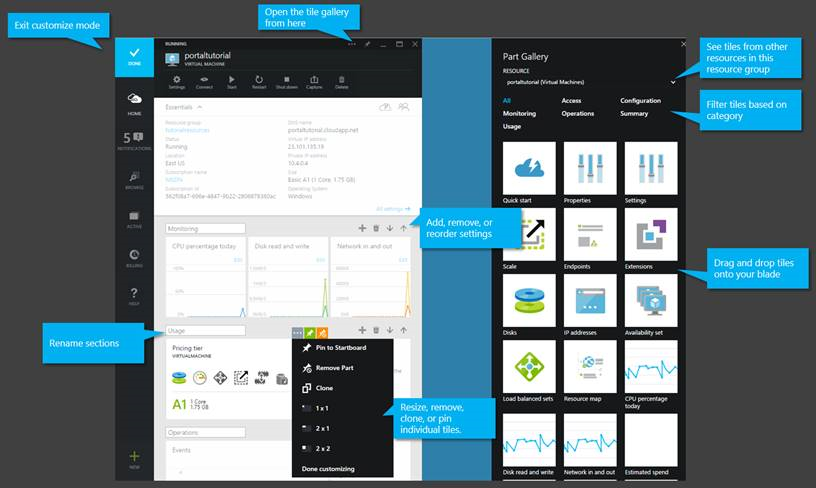 Exit customize mode
Open the tile gallery
from here
See tiles from other
resources in this
resource group
Filter tiles based on
category
Add, remove, or
reorder settings
Drag and drop tiles
onto your blade
Rename sections
Resize, remove,
clone, or pin
individual tiles.
DONE
HOME
5
NOTIFICATIONS
BROWSE
ACTIVE
BILLING
HELP
NEW
RUNNING
portaltutorial
VIRTUAL MACHINE
Settings Connect Start Restart Shut down Capture Delete
Essentials
Resource group
tutorialresources
Status
Running
Location
East US
Subscription name
MSDN
Subscription id
DNS name
portaltutorial.cloudapp.net
Virtual IP address
23.101.135.19
Private IP address
10.4.0.4
Size
Basic A1 (1 Core, 1.75 GB)
Operating System
Windows
All settings
Monitoring
CPU percentage today
Edit
100%
50%
0%
Disk read and write
Edit
Network in and out
Edit
Usage
Pricing tier
VIRTUALMACHINE
A1 1 Core
1.75 GB
Operations
Events
Pin to Startboard
Remove Part
Clone
1 x 1
2 x 1
2 x 2
Done customizing
Part Gallery
RESOURCE
portaltutorial (Virtual Machines)
All Access Configuration
Monitoring Operations Summary
Usage
Quick start Properties Settings
Scale Endpoints Extensions
Disks IP addresses Availability set
Load balanced sets Resource map CPU percentage
today
Disk read and write Network in and out Estimated spend